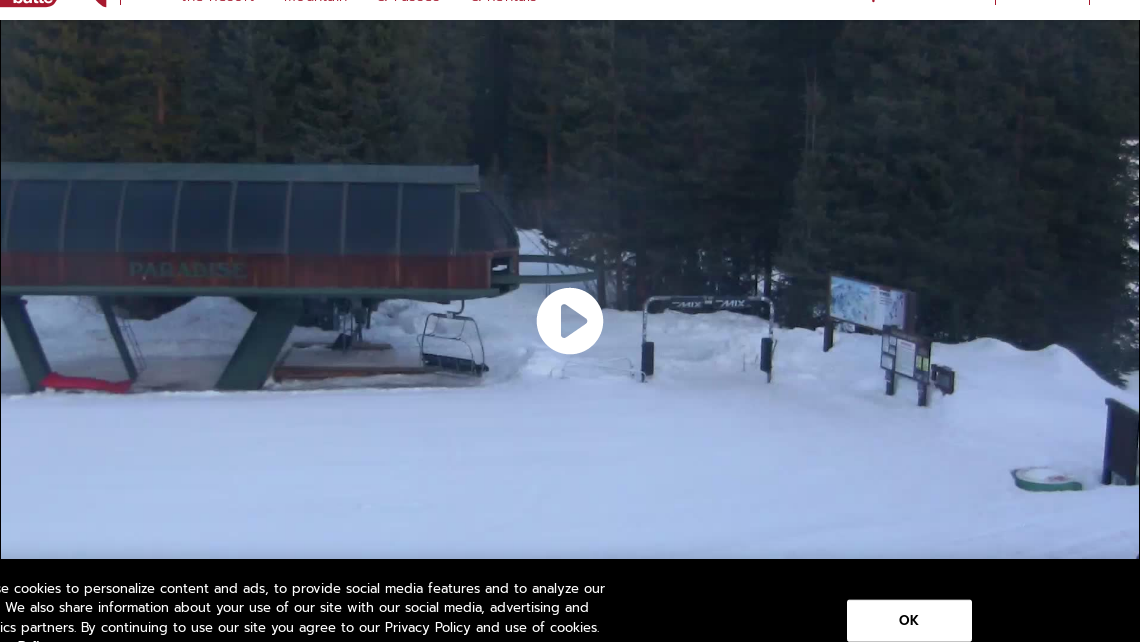 PARADISE
MIX MIX
cookies to personalize content and ads, to provide social media features and to analyze our
We also share information about your use of our site with our social media, advertising and
partners. By continuing to use our site you agree to our Privacy Policy and use of cookies.
OK